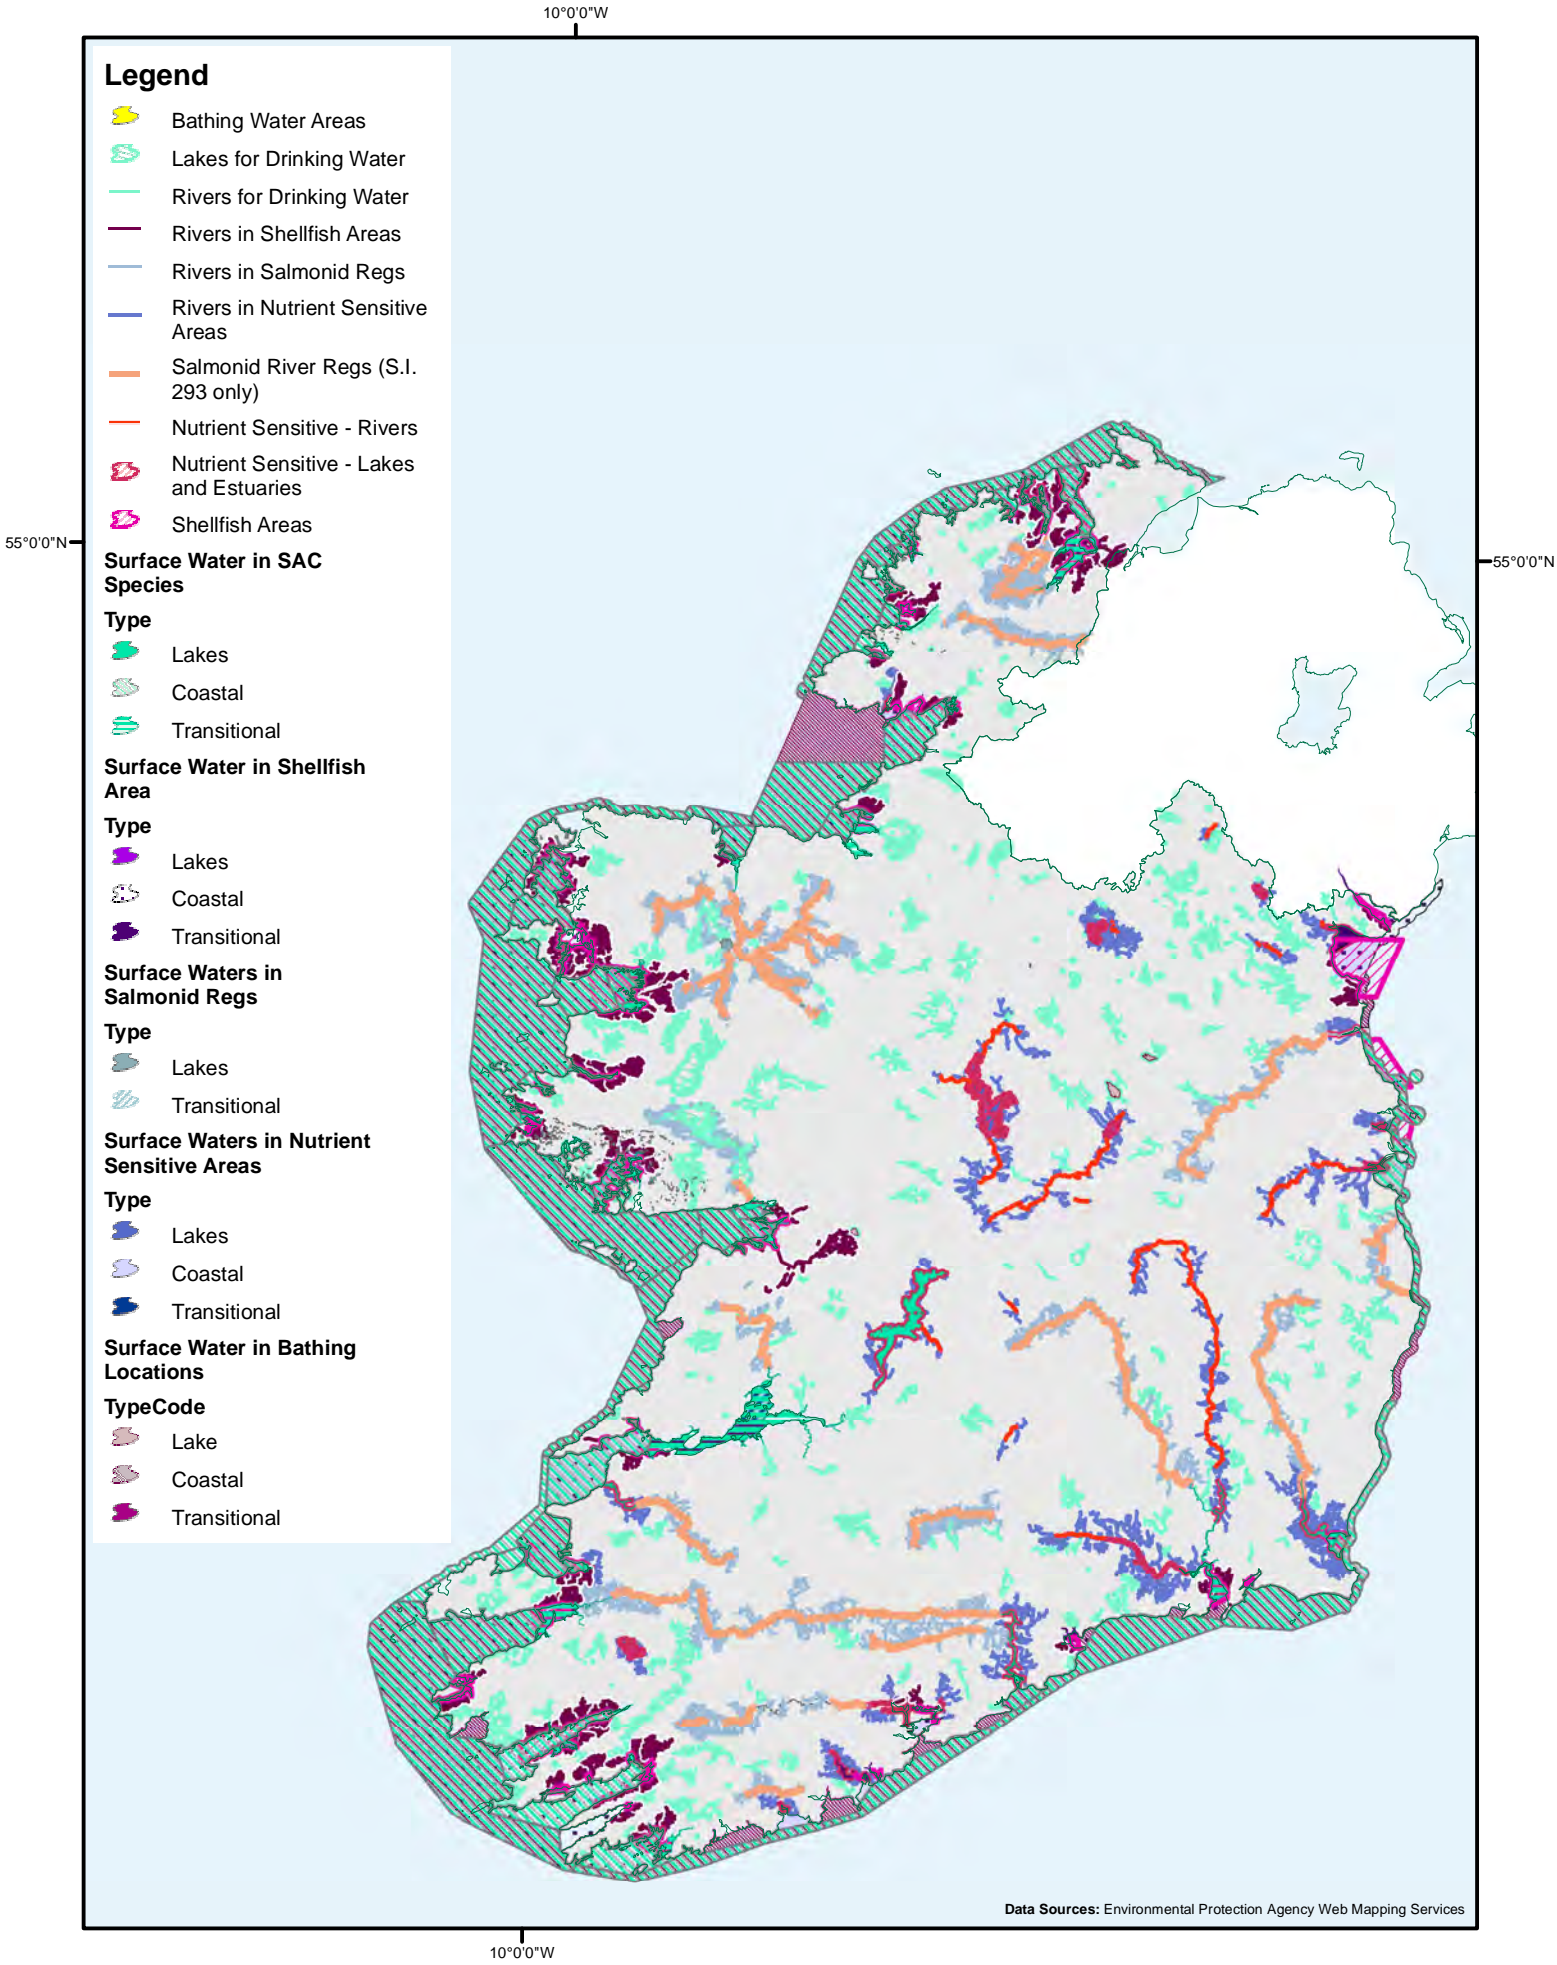 10°0'0"W
Legend
Bathing Water Areas
Lakes for Drinking Water
Rivers for Drinking Water
Rivers in Shellfish Areas
Rivers in Salmonid Regs
Rivers in Nutrient Sensitive
Areas
Salmonid River Regs (S.I.
293 only)
Nutrient Sensitive - Rivers
Nutrient Sensitive - Lakes
and Estuaries
Shellfish Areas
55°0'0"N
55°0'0"N
Surface Water in SAC
Species
Type
Lakes
Coastal
Transitional
Surface Water in Shellfish
Area
Type
Lakes
Coastal
Transitional
Surface Waters in
Salmonid Regs
Type
Lakes
Transitional
Surface Waters in Nutrient
Sensitive Areas
Type
Lakes
Coastal
Transitional
Surface Water in Bathing
Locations
TypeCode
Lake
Coastal
Transitional
Data Sources: Environmental Protection Agency Web Mapping Services
10°0'0"W